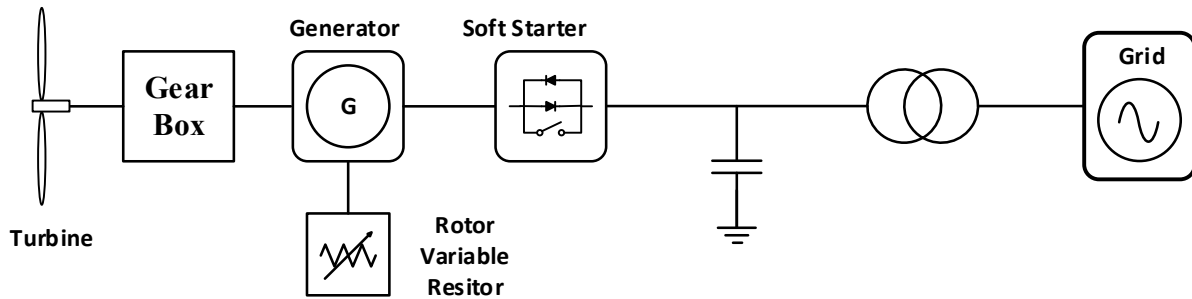 Generator
Soft Starter
Grid
Gear
Box
G
Turbine
Rotor
Variable
Resitor